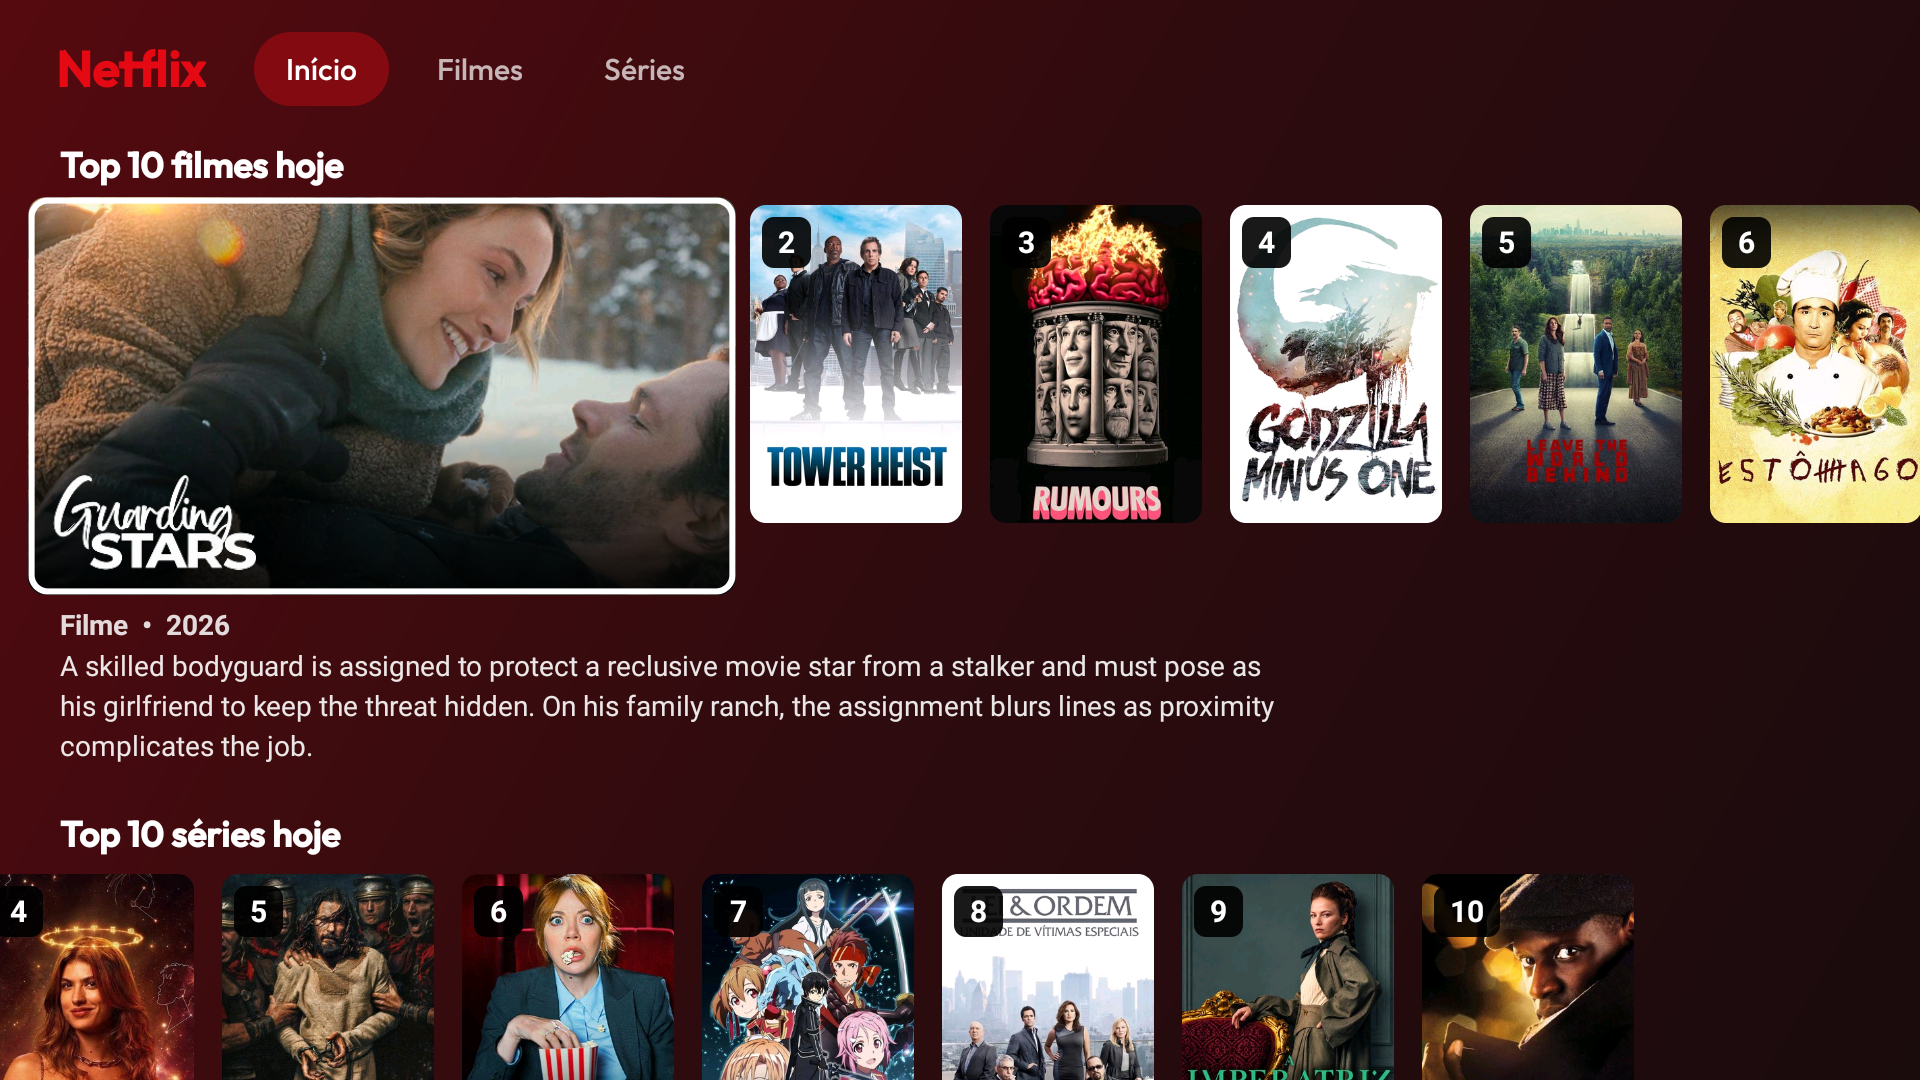 Netflix
Início
Filmes
Séries
Top 10 filmes hoje
Guarding
STARS
2
TOWER HEIST
3
RUMOURS
4
GODZILLA
MINUS ONE
5
LEAVE THE
WORLD
BEHIND
6
ESTÔMAGO
Filme • 2026
A skilled bodyguard is assigned to protect a reclusive movie star from a stalker and must pose as
his girlfriend to keep the threat hidden. On his family ranch, the assignment blurs lines as proximity
complicates the job.
Top 10 séries hoje
4
5
6
7
8
& ORDEM
UNIDADE DE VÍTIMAS ESPECIAIS
9
A
IMPERATRIZ
10